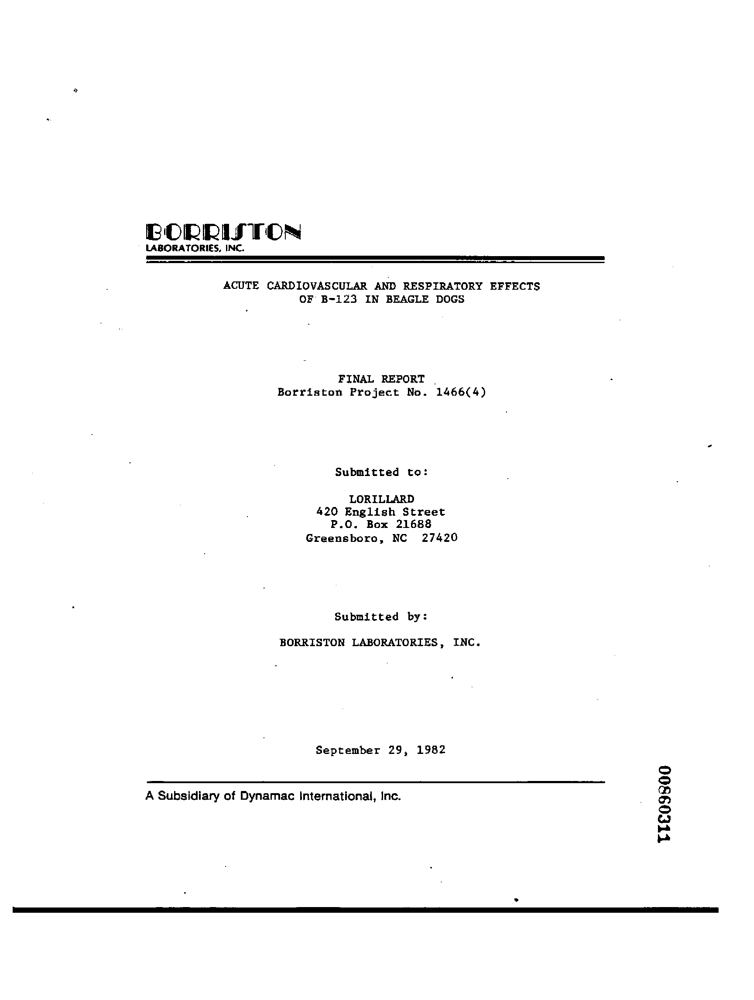 BORRISTON
LABORATORIES, INC.
ACUTE CARDIOVASCULAR AND RESPIRATORY EFFECTS
OF B-123 IN BEAGLE DOGS
FINAL REPORT
Borriston Project No. 1466(4)
Submitted to:
LORILLARD
420 English Street
P.O. Box 21688
Greensboro, NC 27420
Submitted by:
BORRISTON LABORATORIES, INC.
September 29, 1982
A Subsidiary of Dynamac International, Inc.
00860311